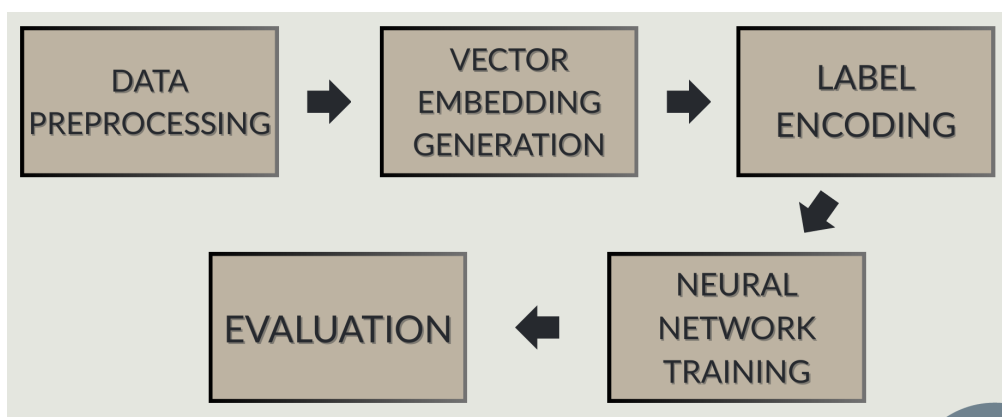 DATA
PREPROCESSING
VECTOR
EMBEDDING
GENERATION
LABEL
ENCODING
NEURAL
NETWORK
TRAINING
EVALUATION